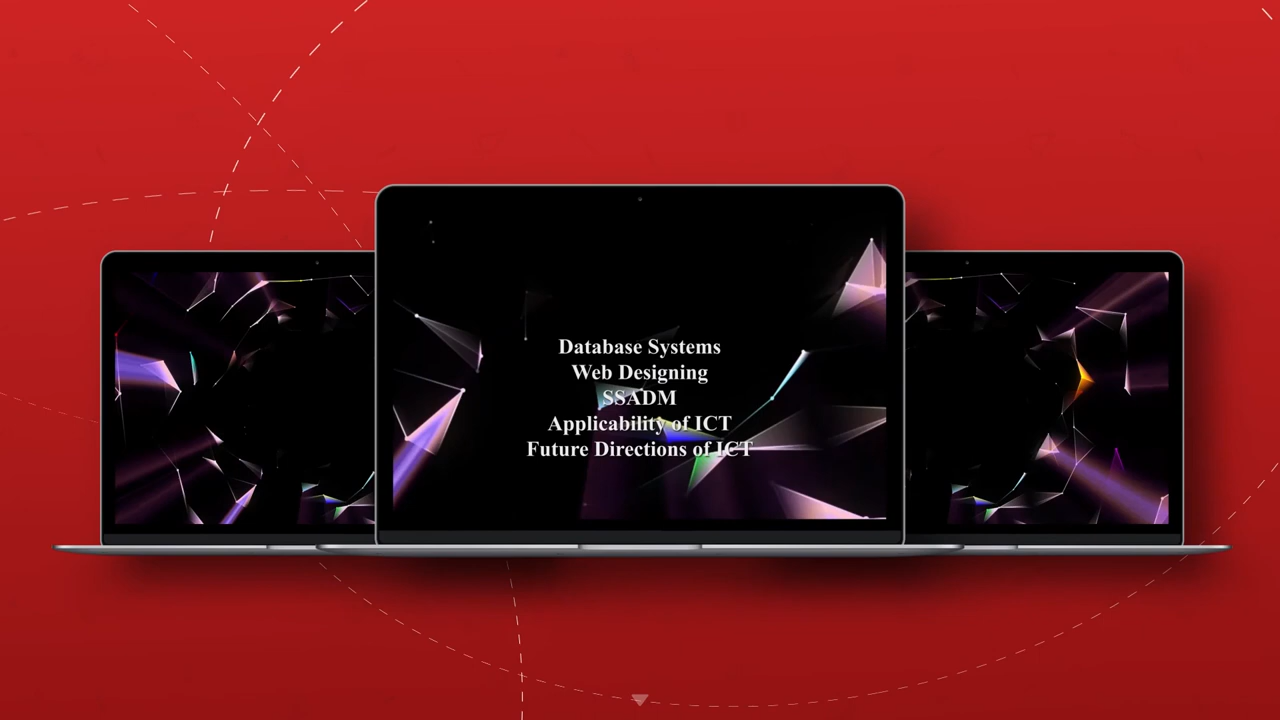 Database Systems
Web Designing
SSADM
Applicability of ICT
Future Directions of ICT